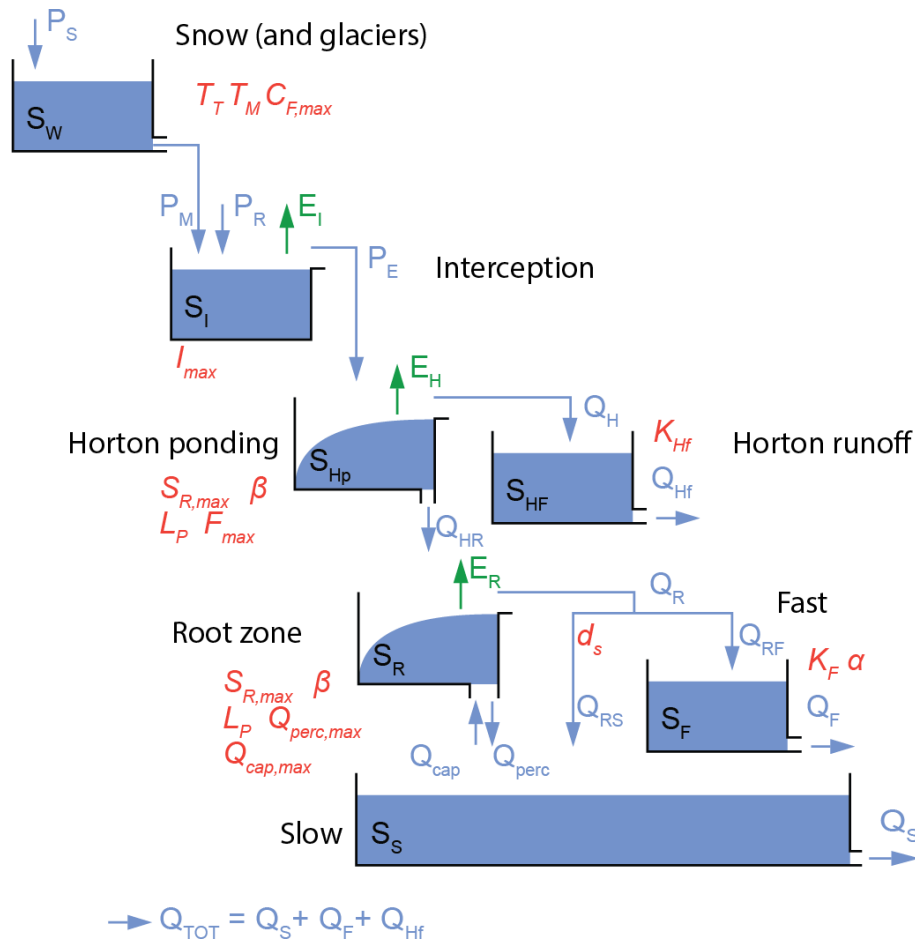 P_S
Snow (and glaciers)
S_W
T_T T_M C_F,max
P_M
P_R
E_I
P_E
Interception
S_I
I_max
E_H
Q_H
Horton ponding
S_Hp
K_Hf
Horton runoff
S_R,max β
L_P F_max
S_HF
Q_Hf
Q_HR
E_R
Q_R
Fast
Root zone
S_R
d_s
Q_RF
K_F α
S_R,max β
L_P Q_perc,max
Q_cap,max
Q_cap
Q_perc
Q_RS
S_F
Q_F
Slow
S_S
Q_S
Q_TOT = Q_S + Q_F + Q_Hf